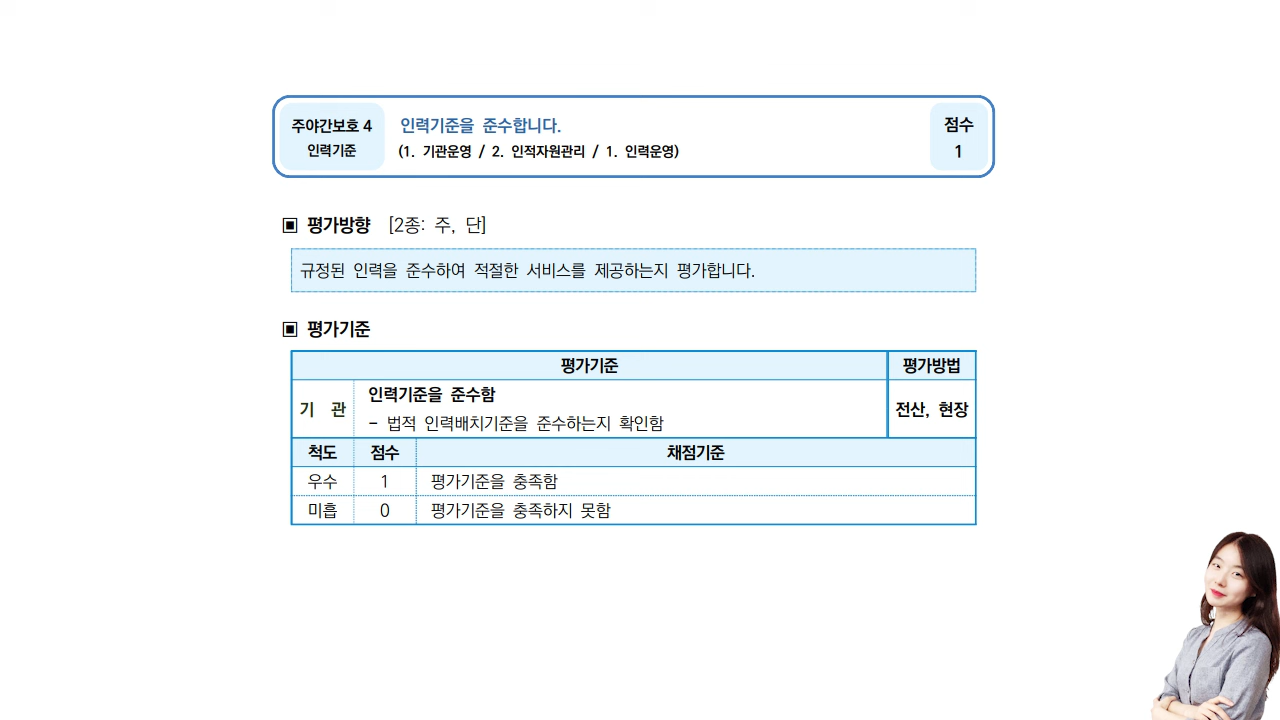 주야간보호 4
인력기준
인력기준을 준수합니다.
(1. 기관운영 / 2. 인적자원관리 / 1. 인력운영)
점수
1
▣ 평가방향 [2종: 주, 단]
규정된 인력을 준수하여 적절한 서비스를 제공하는지 평가합니다.
▣ 평가기준
평가기준 평가방법
기 관
인력기준을 준수함
- 법적 인력배치기준을 준수하는지 확인함
전산, 현장
척도 점수 채점기준
우수 1 평가기준을 충족함
미흡 0 평가기준을 충족하지 못함